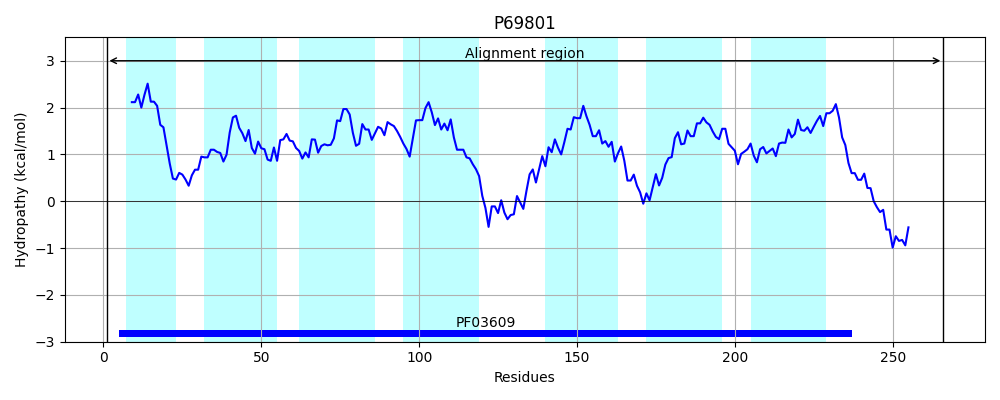 P69801
Alignment region
PF03609
Hydropathy (kcal/mol)
3
2
1
0
−1
−2
−3
0 50 100 150 200 250
Residues